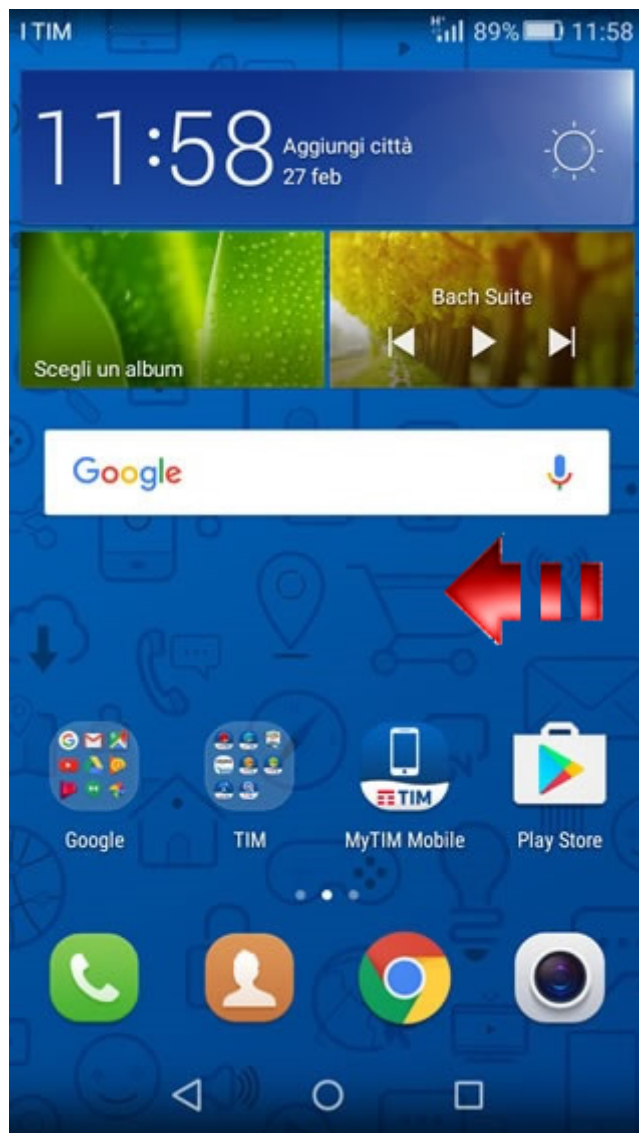 I TIM
H+ 89% 11:58
11:58
Aggiungi città
27 feb
Scegli un album
Bach Suite
Google
TIM
Google
TIM
MyTIM Mobile
Play Store